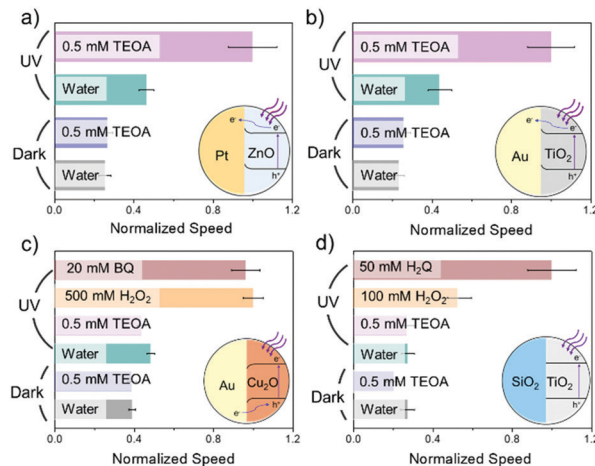 a)
UV
Dark
0.5 mM TEOA
Water
0.5 mM TEOA
Water
Pt
ZnO
e-
e-
h+
0.0 0.4 0.8 1.2
Normalized Speed
b)
UV
Dark
0.5 mM TEOA
Water
0.5 mM TEOA
Water
Au
TiO2
e-
e-
h+
0.0 0.4 0.8 1.2
Normalized Speed
c)
UV
Dark
20 mM BQ
500 mM H2O2
0.5 mM TEOA
Water
0.5 mM TEOA
Water
Au
Cu2O
e-
e-
h+
0.0 0.4 0.8 1.2
Normalized Speed
d)
UV
Dark
50 mM H2Q
100 mM H2O2
0.5 mM TEOA
Water
0.5 mM TEOA
Water
SiO2
TiO2
e-
h+
0.0 0.4 0.8 1.2
Normalized Speed